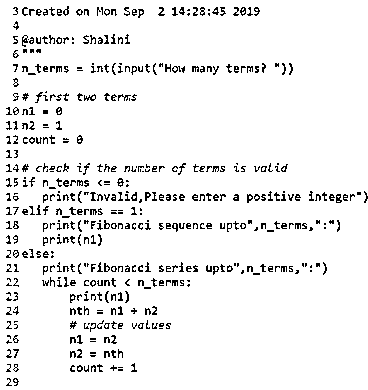 3 Created on Mon Sep  2 14:28:45 2019
4
5 @author: Shalini
6 """
7 n_terms = int(input("How many terms? "))
8
9 # first two terms
10 n1 = 0
11 n2 = 1
12 count = 0
13
14 # check if the number of terms is valid
15 if n_terms <= 0:
16    print("Invalid,Please enter a positive integer")
17 elif n_terms == 1:
18    print("Fibonacci sequence upto",n_terms,":")
19    print(n1)
20 else:
21    print("Fibonacci series upto",n_terms,":")
22    while count < n_terms:
23        print(n1)
24        nth = n1 + n2
25        # update values
26        n1 = n2
27        n2 = nth
28        count += 1
29